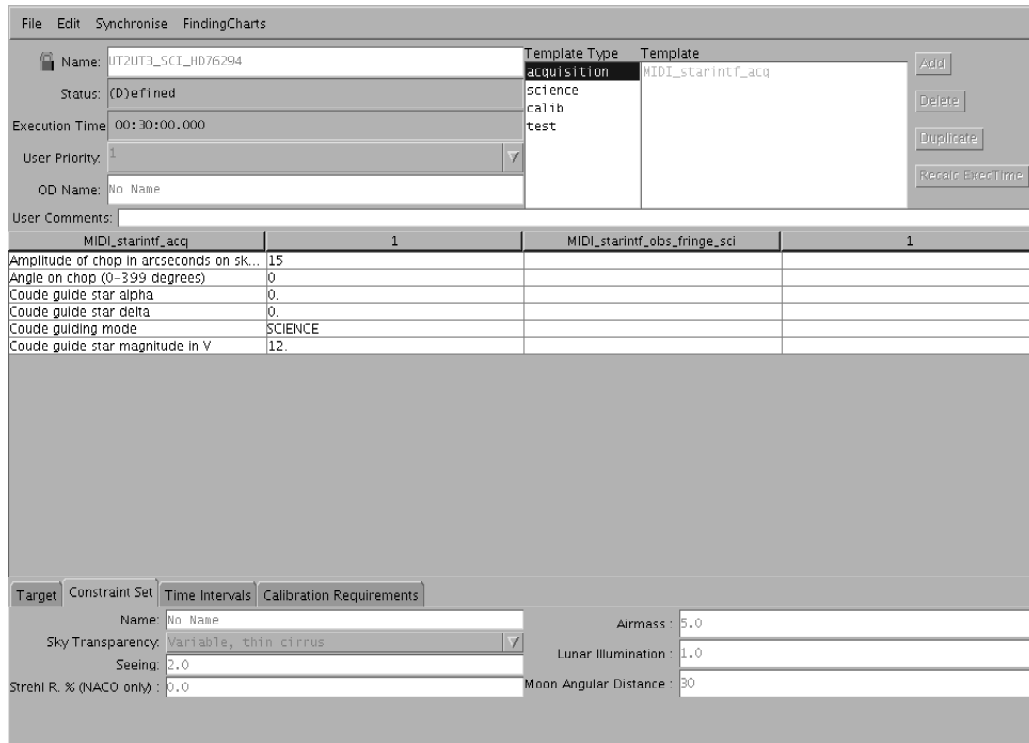 File Edit Synchronise FindingCharts
Name: UT2UT3_SCI_HD76294
Status: (D)efined
Execution Time 00:30:00.000
User Priority: 1
OD Name: No Name
User Comments:
Template Type Template
acquisition MIDI_starintf_acq
science
calib
test
Add
Delete
Duplicate
Recalc ExecTime
MIDI_starintf_acq 1 MIDI_starintf_obs_fringe_sci 1
Amplitude of chop in arcseconds on sk... 15
Angle on chop (0-399 degrees) 0
Coude guide star alpha 0.
Coude guide star delta 0.
Coude guiding mode SCIENCE
Coude guide star magnitude in V 12.
Target Constraint Set Time Intervals Calibration Requirements
Name: No Name
Sky Transparency: Variable, thin cirrus
Seeing: 2.0
Strehl R. % (NACO only) : 0.0
Airmass : 5.0
Lunar Illumination : 1.0
Moon Angular Distance : 30